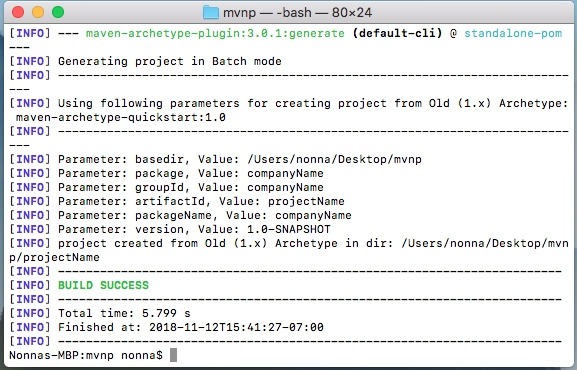 mvnp — -bash — 80×24
[INFO] --- maven-archetype-plugin:3.0.1:generate (default-cli) @ standalone-pom
---
[INFO] Generating project in Batch mode
[INFO] ------------------------------------------------------------------------
---
[INFO] Using following parameters for creating project from Old (1.x) Archetype:
 maven-archetype-quickstart:1.0
[INFO] ------------------------------------------------------------------------
---
[INFO] Parameter: basedir, Value: /Users/nonna/Desktop/mvnp
[INFO] Parameter: package, Value: companyName
[INFO] Parameter: groupId, Value: companyName
[INFO] Parameter: artifactId, Value: projectName
[INFO] Parameter: packageName, Value: companyName
[INFO] Parameter: version, Value: 1.0-SNAPSHOT
[INFO] project created from Old (1.x) Archetype in dir: /Users/nonna/Desktop/mvn
p/projectName
[INFO] ------------------------------------------------------------------------
[INFO] BUILD SUCCESS
[INFO] ------------------------------------------------------------------------
[INFO] Total time: 5.799 s
[INFO] Finished at: 2018-11-12T15:41:27-07:00
[INFO] ------------------------------------------------------------------------
Nonnas-MBP:mvnp nonna$